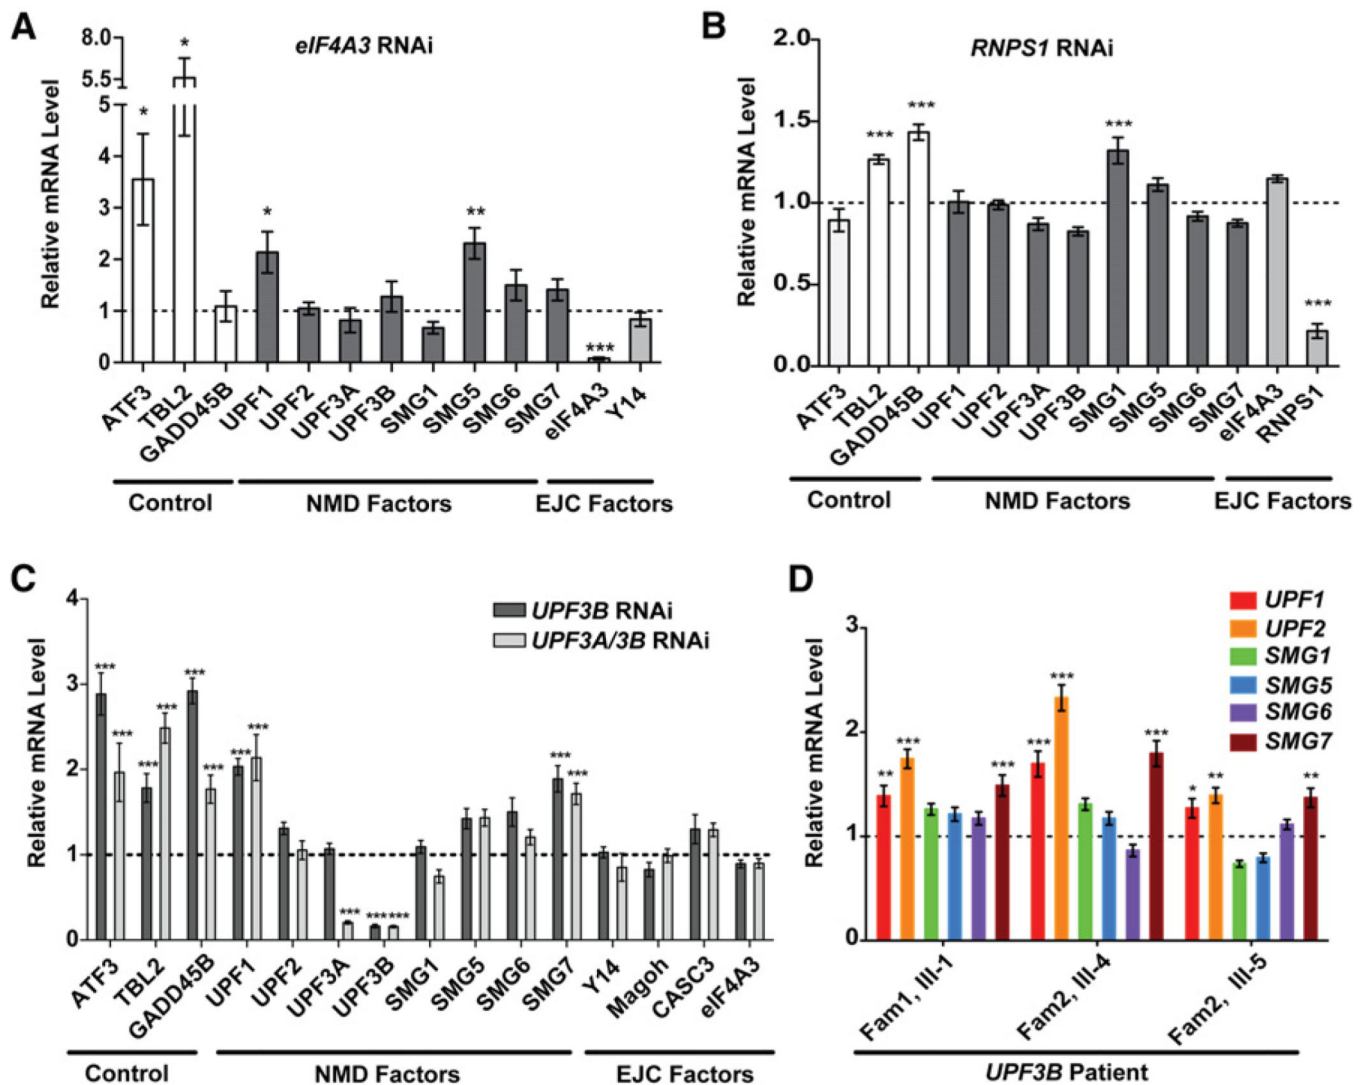 A
eIF4A3 RNAi
Relative mRNA Level
8.0
5.5
5
4
3
2
1
0
* * * ** ***
ATF3 TBL2 GADD45B UPF1 UPF2 UPF3A UPF3B SMG1 SMG5 SMG6 SMG7 eIF4A3 Y14
Control NMD Factors EJC Factors
B
RNPS1 RNAi
Relative mRNA Level
2.0
1.5
1.0
0.5
0.0
*** *** *** ***
ATF3 TBL2 GADD45B UPF1 UPF2 UPF3A UPF3B SMG1 SMG5 SMG6 SMG7 eIF4A3 RNPS1
Control NMD Factors EJC Factors
C
UPF3B RNAi
UPF3A/3B RNAi
Relative mRNA Level
4
3
2
1
0
*** *** *** *** *** *** *** *** *** *** *** *** ***
ATF3 TBL2 GADD45B UPF1 UPF2 UPF3A UPF3B SMG1 SMG5 SMG6 SMG7 Y14 Magoh CASC3 eIF4A3
Control NMD Factors EJC Factors
D
UPF1
UPF2
SMG1
SMG5
SMG6
SMG7
Relative mRNA Level
3
2
1
0
** *** *** *** *** *** * ** **
Fam1, III-1 Fam2, III-4 Fam2, III-5
UPF3B Patient